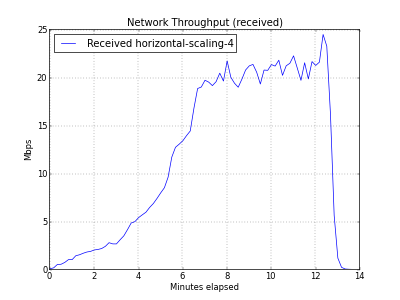 Network Throughput (received)
25
Received horizontal-scaling-4
20
15
Mbps
10
5
0
0 2 4 6 8 10 12 14
Minutes elapsed